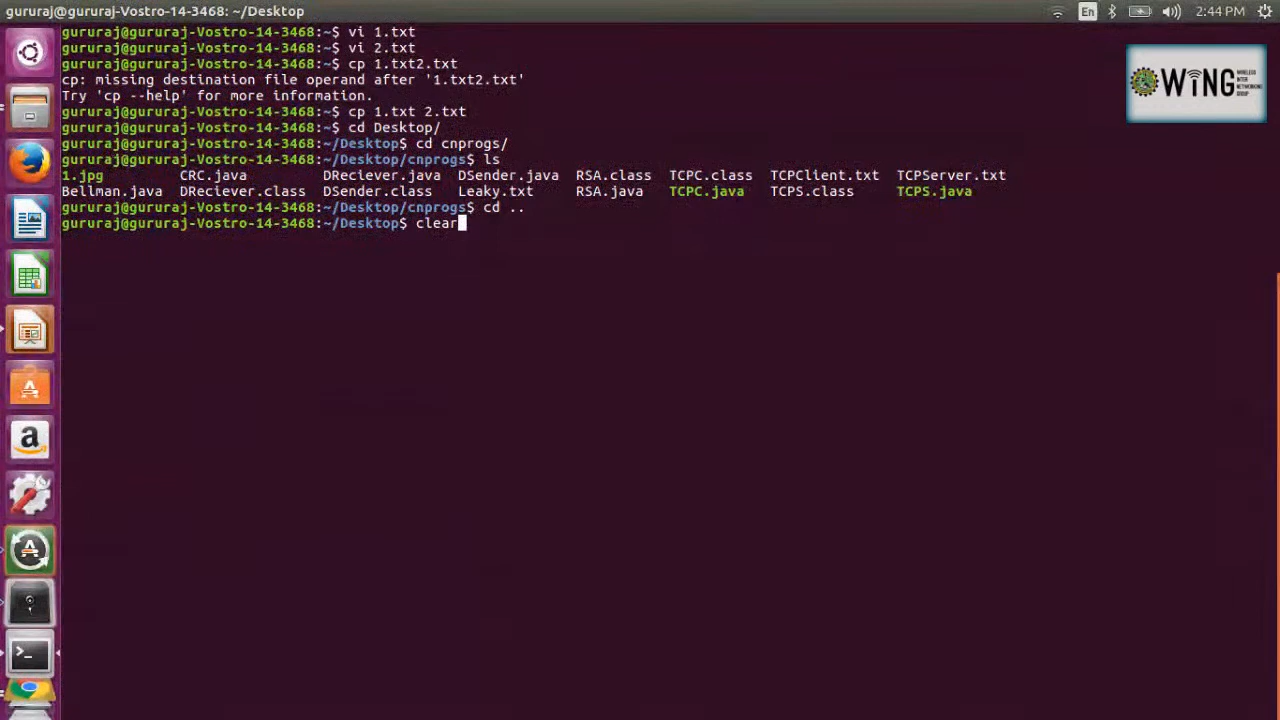 gururaj@gururaj-Vostro-14-3468: ~/Desktop
En
2:44 PM
gururaj@gururaj-Vostro-14-3468:~$ vi 1.txt
gururaj@gururaj-Vostro-14-3468:~$ vi 2.txt
gururaj@gururaj-Vostro-14-3468:~$ cp 1.txt2.txt
cp: missing destination file operand after '1.txt2.txt'
Try 'cp --help' for more information.
gururaj@gururaj-Vostro-14-3468:~$ cp 1.txt 2.txt
gururaj@gururaj-Vostro-14-3468:~$ cd Desktop/
gururaj@gururaj-Vostro-14-3468:~/Desktop$ cd cnprogs/
gururaj@gururaj-Vostro-14-3468:~/Desktop/cnprogs$ ls
1.jpg CRC.java DReciever.java DSender.java RSA.class TCPC.class TCPClient.txt TCPServer.txt
Bellman.java DReciever.class DSender.class Leaky.txt RSA.java TCPC.java TCPS.class TCPS.java
gururaj@gururaj-Vostro-14-3468:~/Desktop/cnprogs$ cd ..
gururaj@gururaj-Vostro-14-3468:~/Desktop$ clear
WiNG
WIRELESS
INTER
NETWORKING
GROUP
a